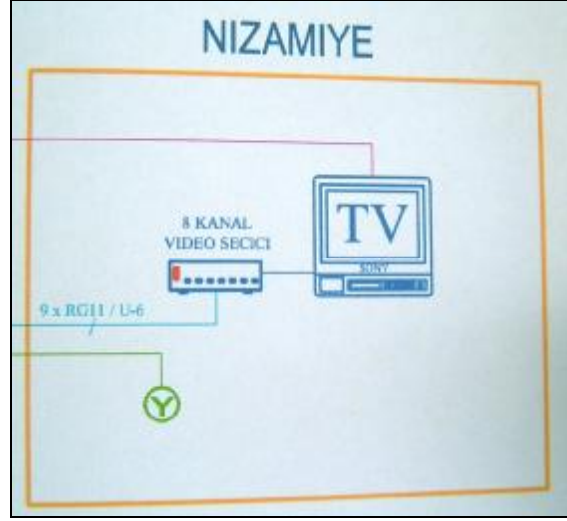 NIZAMIYE
TV
8 KANAL
VIDEO SECICI
SONY
9 x RG11 / U-6
Y